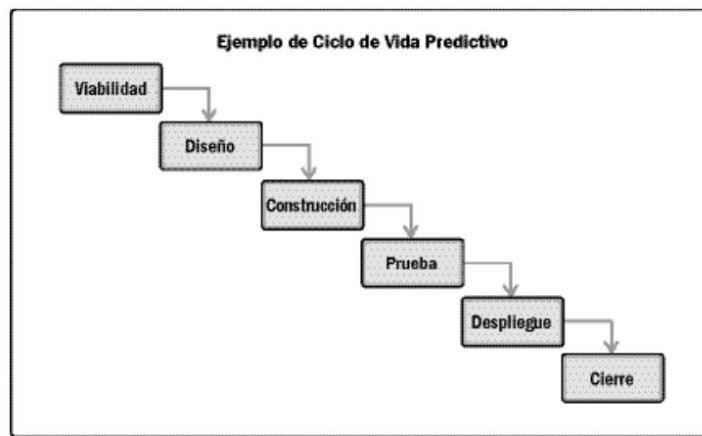 Ejemplo de Ciclo de Vida Predictivo
Viabilidad
Diseño
Construcción
Prueba
Despliegue
Cierre